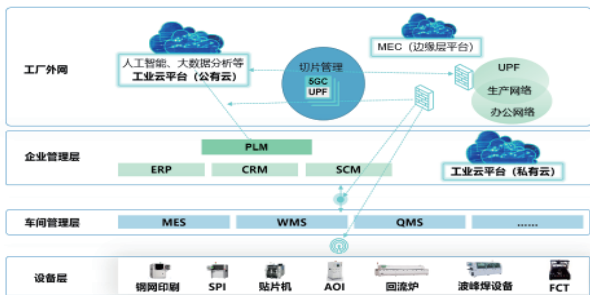 工厂外网
人工智能、大数据分析等
工业云平台（公有云）
切片管理
5GC
UPF
MEC（边缘层平台）
UPF
生产网络
办公网络
企业管理层
PLM
ERP
CRM
SCM
工业云平台（私有云）
车间管理层
MES
WMS
QMS
……
设备层
钢网印刷
SPI
贴片机
AOI
回流炉
波峰焊设备
FCT